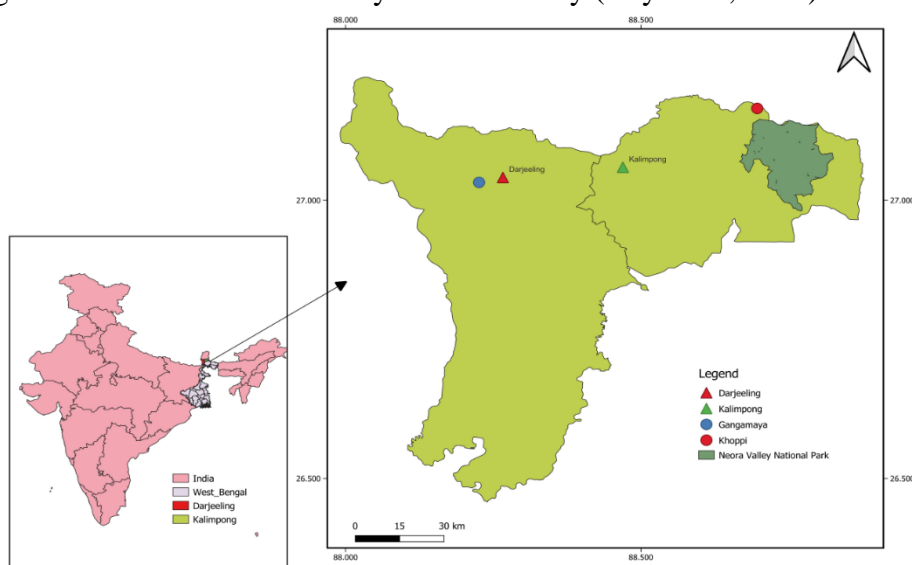 88.000
88.500
Darjeeling
Kalimpong
27.000
27.000
Legend
Darjeeling
Kalimpong
Gangamaya
Khoppi
Neora Valley National Park
26.500
26.500
0 15 30 km
88.000
88.500
India
West_Bengal
Darjeeling
Kalimpong